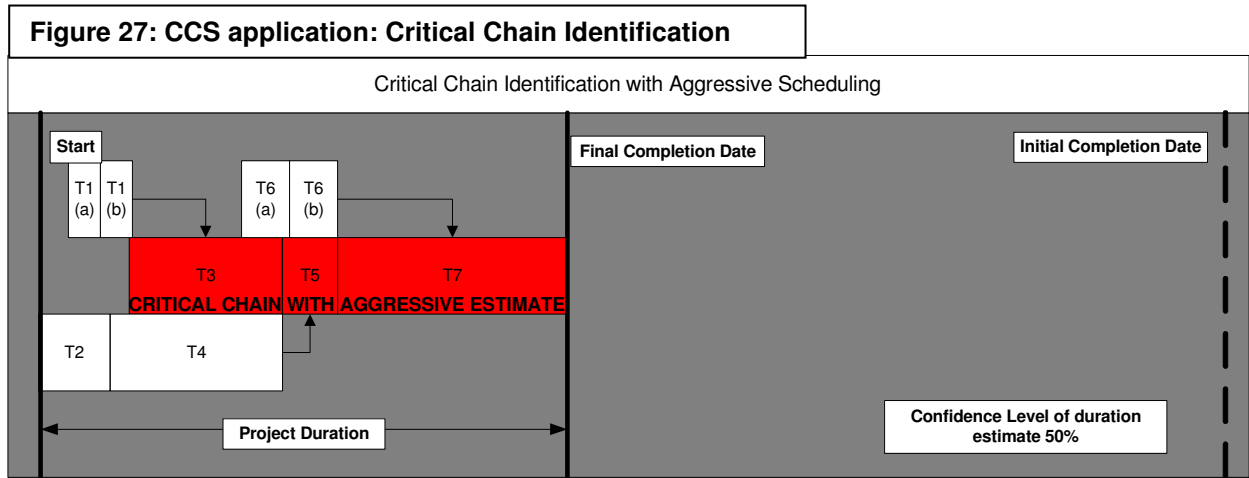 Figure 27: CCS application: Critical Chain Identification
Critical Chain Identification with Aggressive Scheduling
Start
Final Completion Date
Initial Completion Date
T1
(a)
T1
(b)
T6
(a)
T6
(b)
T3
T5
T7
CRITICAL CHAIN WITH AGGRESSIVE ESTIMATE
T2
T4
Project Duration
Confidence Level of duration
estimate 50%